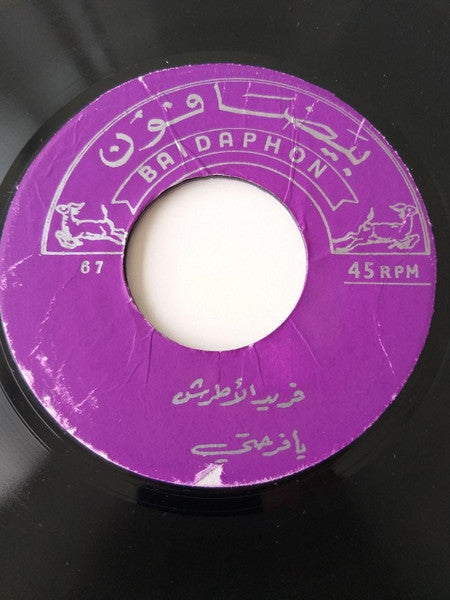 بيضافون
BAIDAPHON
67
45 RPM
فريد الأطرش
يا فرحتي